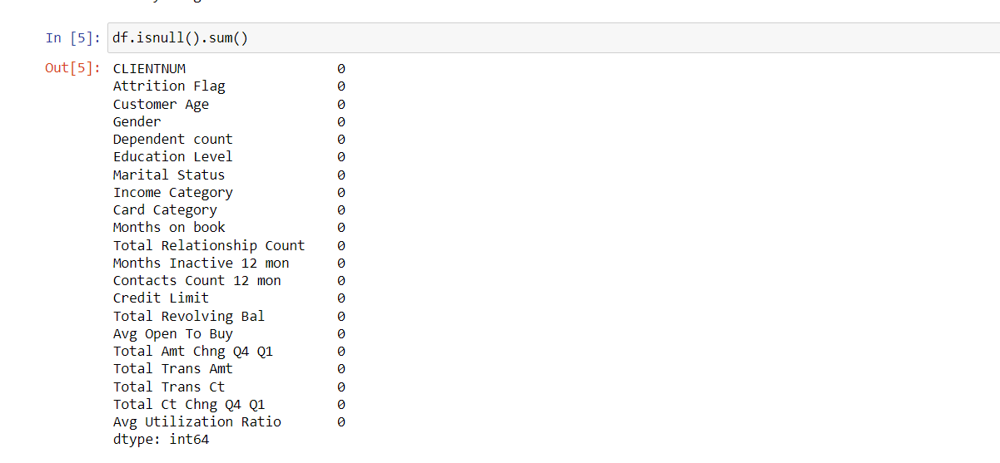 In [5]: df.isnull().sum()
Out[5]: CLIENTNUM 0
Attrition Flag 0
Customer Age 0
Gender 0
Dependent count 0
Education Level 0
Marital Status 0
Income Category 0
Card Category 0
Months on book 0
Total Relationship Count 0
Months Inactive 12 mon 0
Contacts Count 12 mon 0
Credit Limit 0
Total Revolving Bal 0
Avg Open To Buy 0
Total Amt Chng Q4 Q1 0
Total Trans Amt 0
Total Trans Ct 0
Total Ct Chng Q4 Q1 0
Avg Utilization Ratio 0
dtype: int64